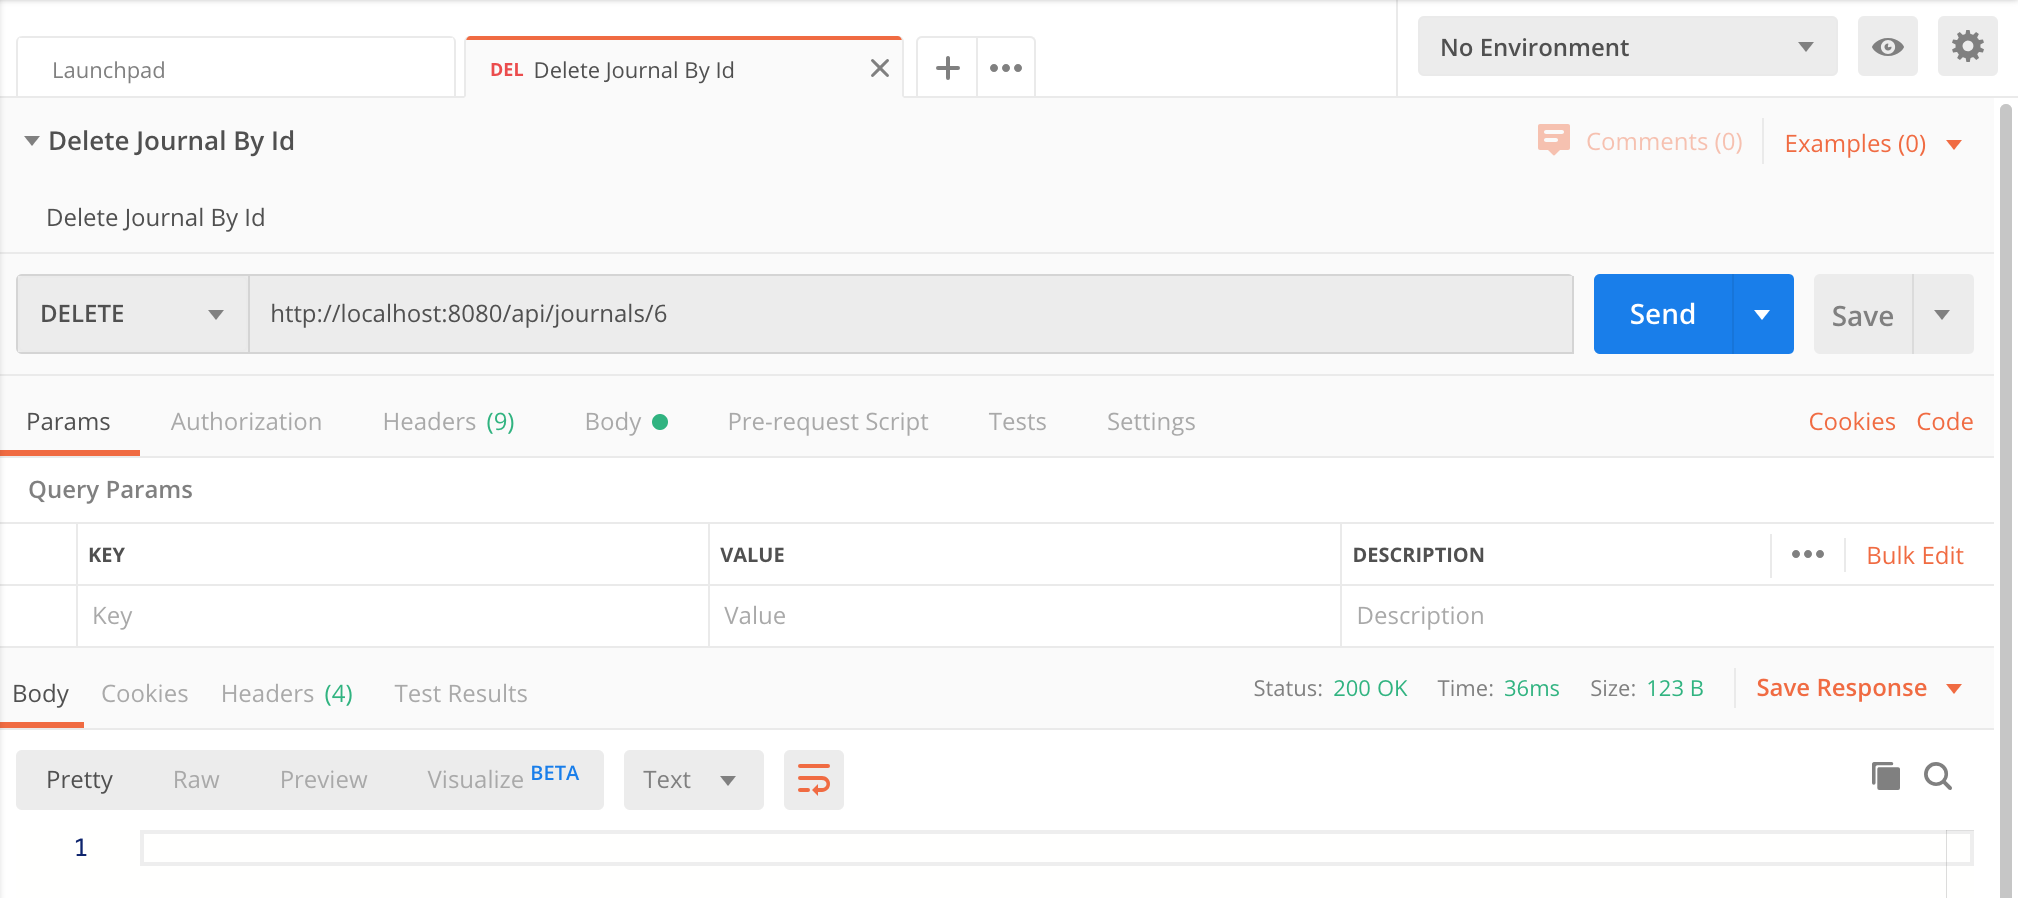 Launchpad
DEL Delete Journal By Id
No Environment
Delete Journal By Id
Comments (0)
Examples (0)
Delete Journal By Id
DELETE
http://localhost:8080/api/journals/6
Send
Save
Params
Authorization
Headers (9)
Body
Pre-request Script
Tests
Settings
Cookies
Code
Query Params
KEY
VALUE
DESCRIPTION
Bulk Edit
Key
Value
Description
Body
Cookies
Headers (4)
Test Results
Status: 200 OK
Time: 36ms
Size: 123 B
Save Response
Pretty
Raw
Preview
Visualize BETA
Text
1